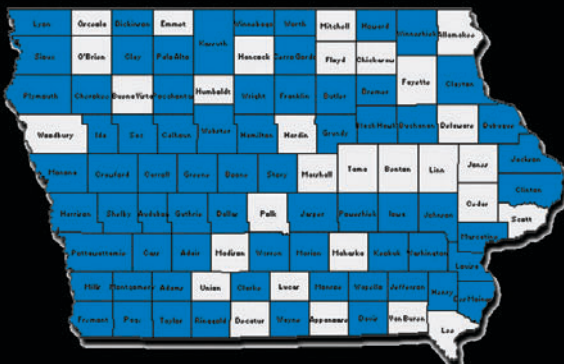 Lyon Osceola Dickinson Emmet Winnebago Worth Mitchell Howard Winneshiek Allamakee
Sioux O'Brien Clay Palo Alto Kossuth Hancock Cerro Gordo Floyd Chickasaw
Plymouth Cherokee Buena Vista Pocahontas Humboldt Wright Franklin Butler Bremer Fayette Clayton
Woodbury Ida Sac Calhoun Webster Hamilton Hardin Grundy Black Hawk Buchanan Delaware Dubuque
Monona Crawford Carroll Greene Boone Story Marshall Tama Benton Linn Jones Jackson
Harrison Shelby Audubon Guthrie Dallas Polk Jasper Poweshiek Iowa Johnson Cedar Clinton
Scott
Muscatine
Pottawattamie Cass Adair Madison Warren Marion Mahaska Keokuk Washington
Louisa
Mills Montgomery Adams Union Clarke Lucas Monroe Wapello Jefferson Henry Des Moines
Fremont Page Taylor Ringgold Decatur Wayne Appanoose Davis Van Buren
Lee